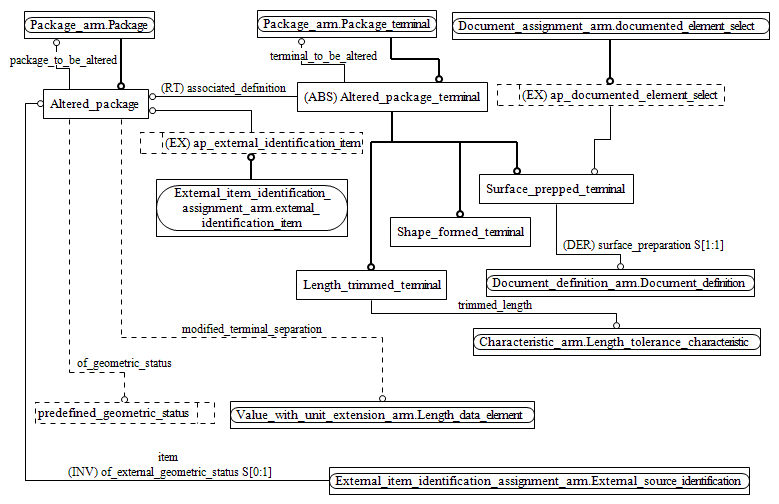 Package_arm.Package
Package_arm.Package_terminal
Document_assignment_arm.documented_element_select
package_to_be_altered
terminal_to_be_altered
(RT) associated_definition
Altered_package
(ABS) Altered_package_terminal
(EX) ap_documented_element_select
(EX) ap_external_identification_item
External_item_identification_
assignment_arm.external_
identification_item
Surface_prepped_terminal
Shape_formed_terminal
(DER) surface_preparation S[1:1]
Length_trimmed_terminal
Document_definition_arm.Document_definition
trimmed_length
modified_terminal_separation
Characteristic_arm.Length_tolerance_characteristic
of_geometric_status
predefined_geometric_status
Value_with_unit_extension_arm.Length_data_element
item
(INV) of_external_geometric_status S[0:1]
External_item_identification_assignment_arm.External_source_identification